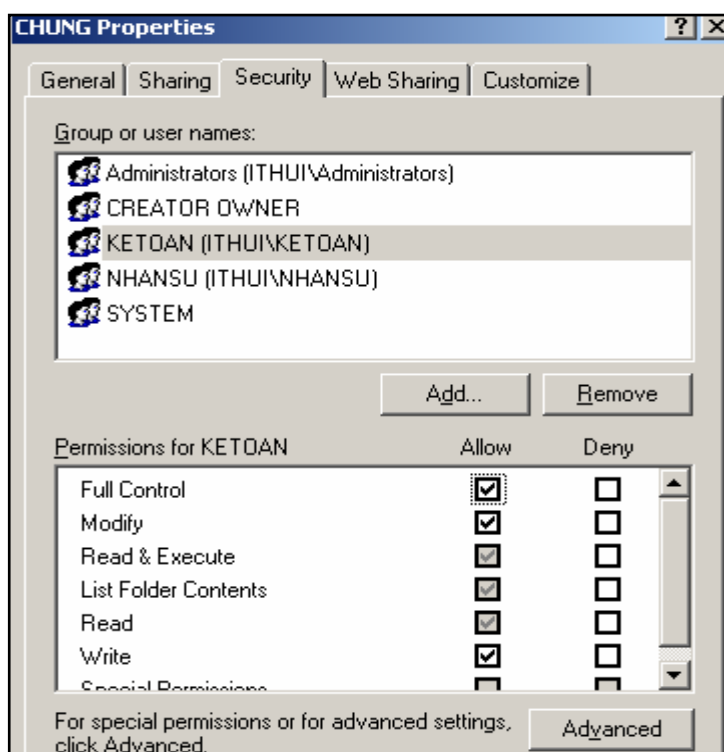 CHUNG Properties
General Sharing Security Web Sharing Customize
Group or user names:
Administrators (ITHUI\Administrators)
CREATOR OWNER
KETOAN (ITHUI\KETOAN)
NHANSU (ITHUI\NHANSU)
SYSTEM
Add... Remove
Permissions for KETOAN Allow Deny
Full Control
Modify
Read & Execute
List Folder Contents
Read
Write
Special Permissions
For special permissions or for advanced settings, Advanced
click Advanced.